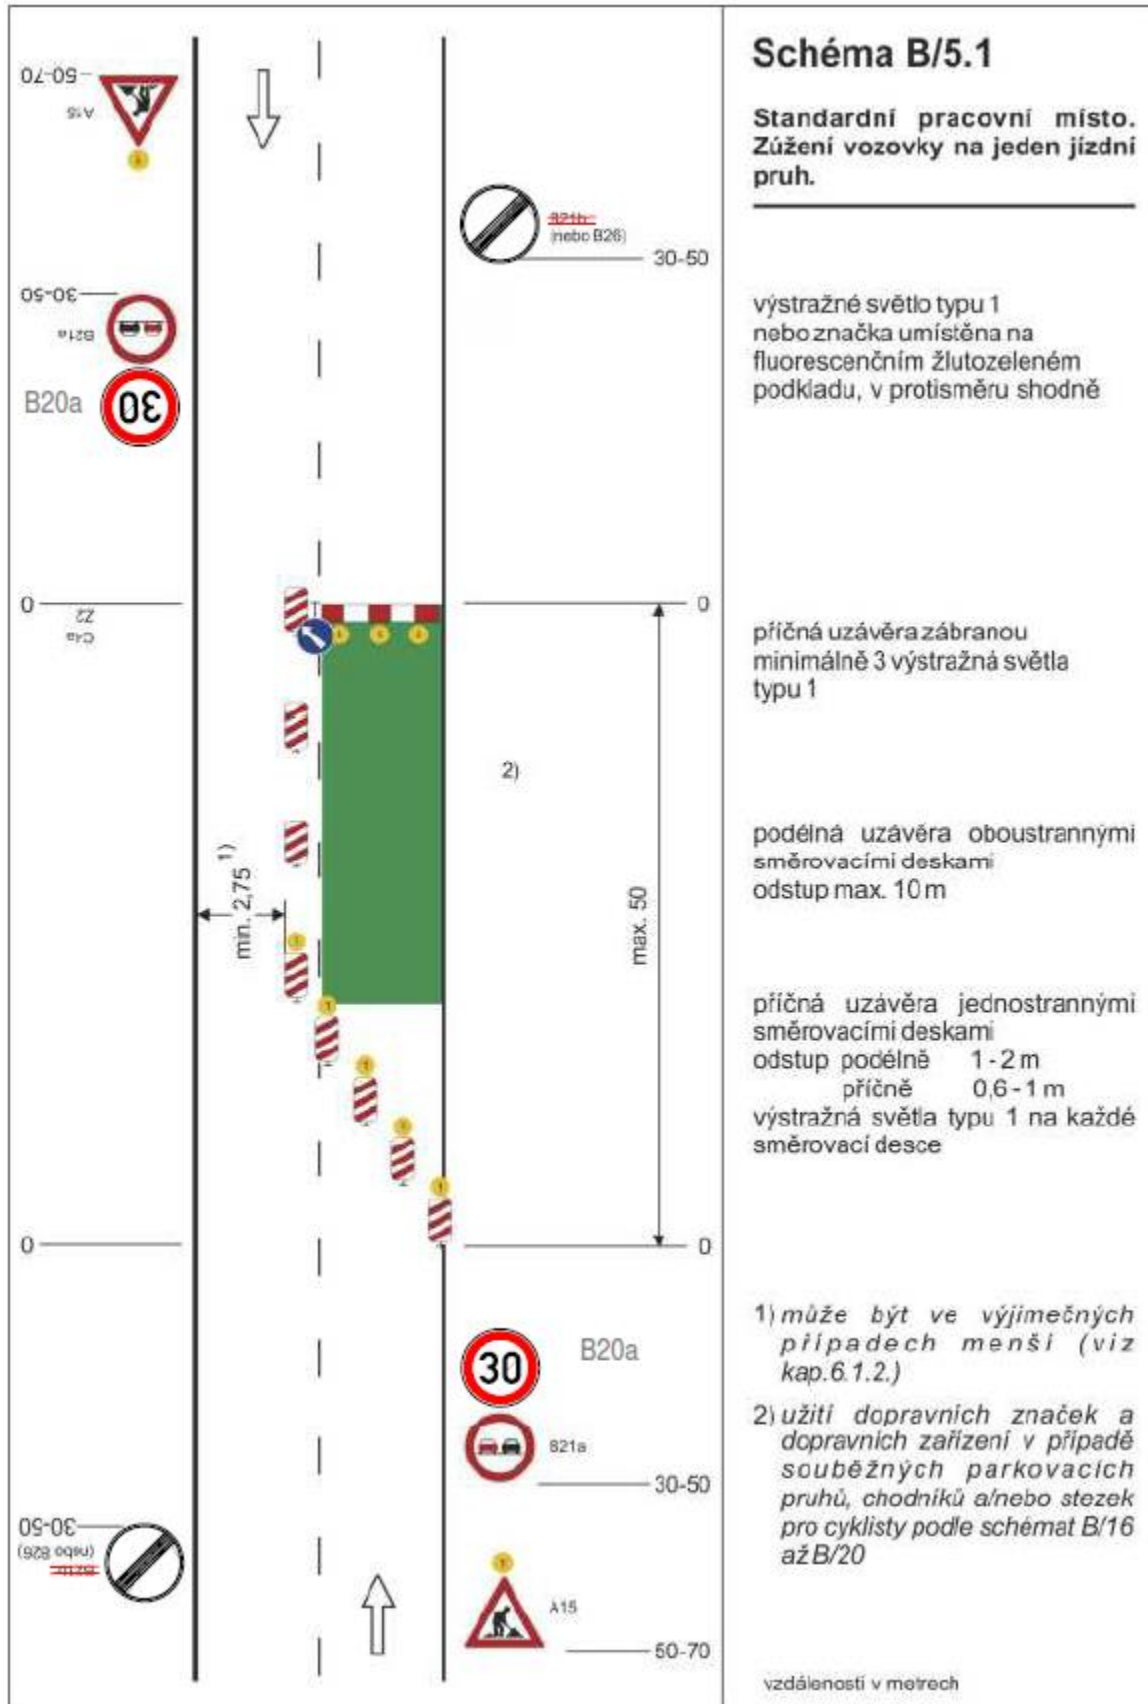 Schéma B/5.1
Standardní pracovní místo.
Zúžení vozovky na jeden jízdní
pruh.
50-70
A15
B21b
(nebo B26)
30-50
30-50
B21a
B20a
30
výstražné světlo typu 1
nebo značka umístěna na
fluorescenčním žlutozeleném
podkladu, v protisměru shodně
0
Z2
C4a
0
příčná uzávěra zábranou
minimálně 3 výstražná světla
typu 1
2)
min. 2,75 1)
max. 50
podélná uzávěra oboustrannými
směrovacími deskami
odstup max. 10 m
1
1
1
1
1
příčná uzávěra jednostrannými
směrovacími deskami
odstup podélně 1 - 2 m
příčně 0,6 - 1 m
výstražná světla typu 1 na každé
směrovací desce
0
0
30
B20a
B21a
30-50
1) může být ve výjimečných
případech menší (viz
kap.6.1.2.)
2) užití dopravních značek a
dopravních zařízení v případě
souběžných parkovacích
pruhů, chodníků a/nebo stezek
pro cyklisty podle schémat B/16
až B/20
30-50
(nebo B26)
B21b
1
A15
50-70
vzdálenosti v metrech